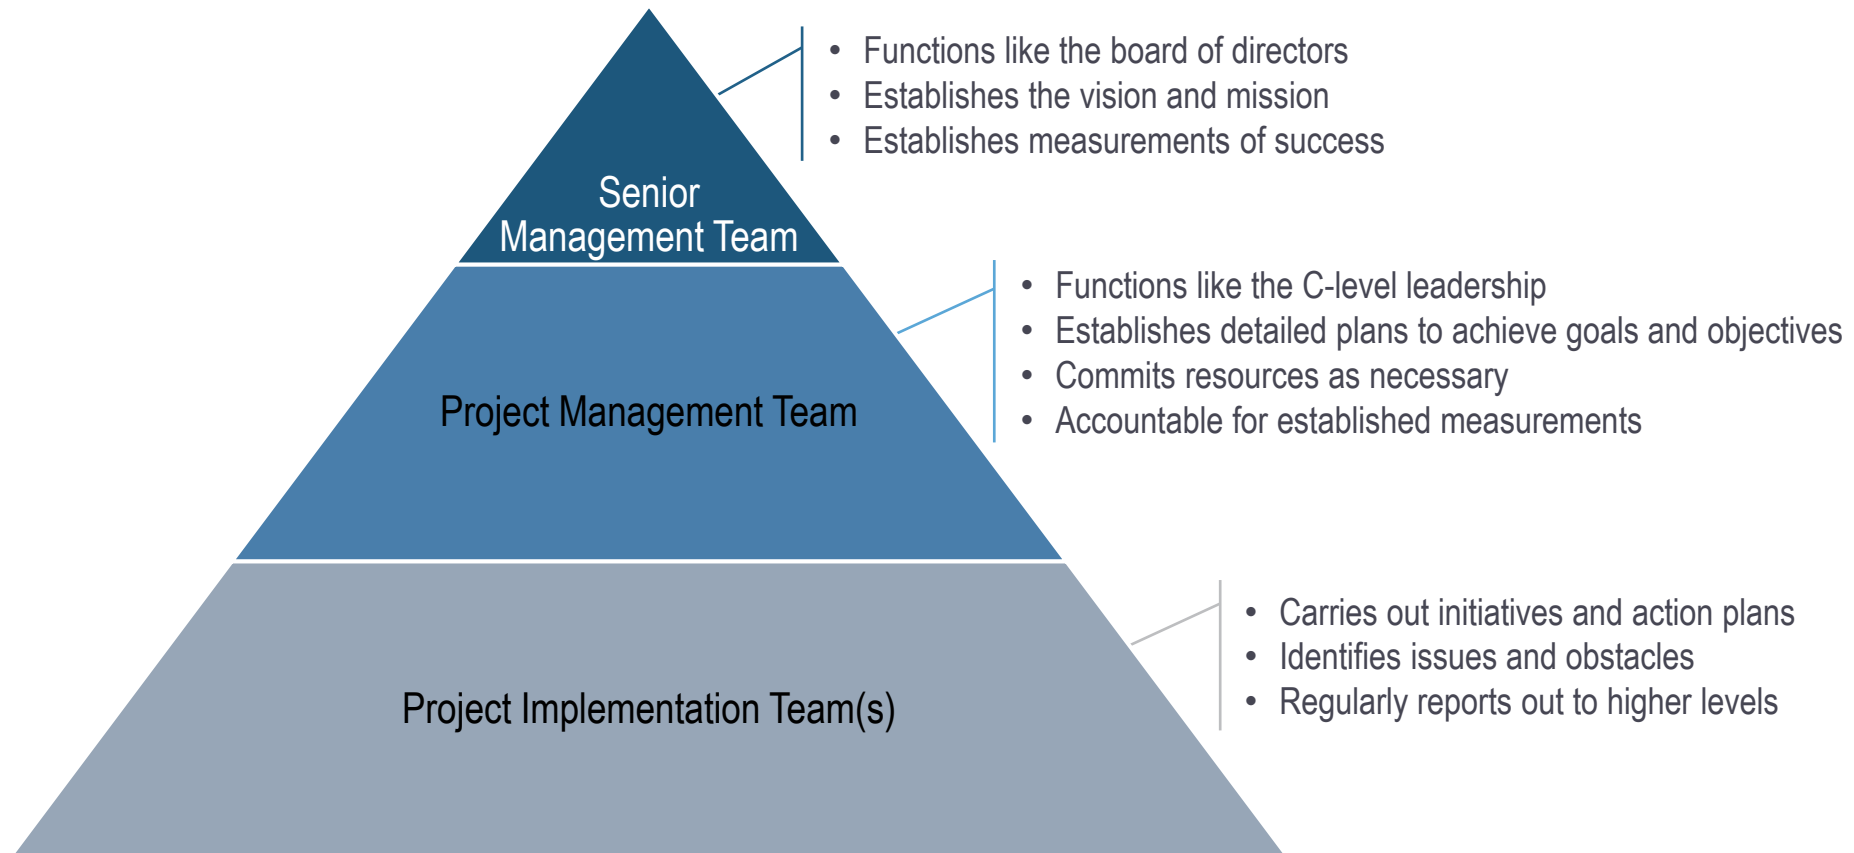 • Functions like the board of directors
• Establishes the vision and mission
• Establishes measurements of success
Senior
Management Team
• Functions like the C-level leadership
• Establishes detailed plans to achieve goals and objectives
• Commits resources as necessary
• Accountable for established measurements
Project Management Team
• Carries out initiatives and action plans
• Identifies issues and obstacles
• Regularly reports out to higher levels
Project Implementation Team(s)